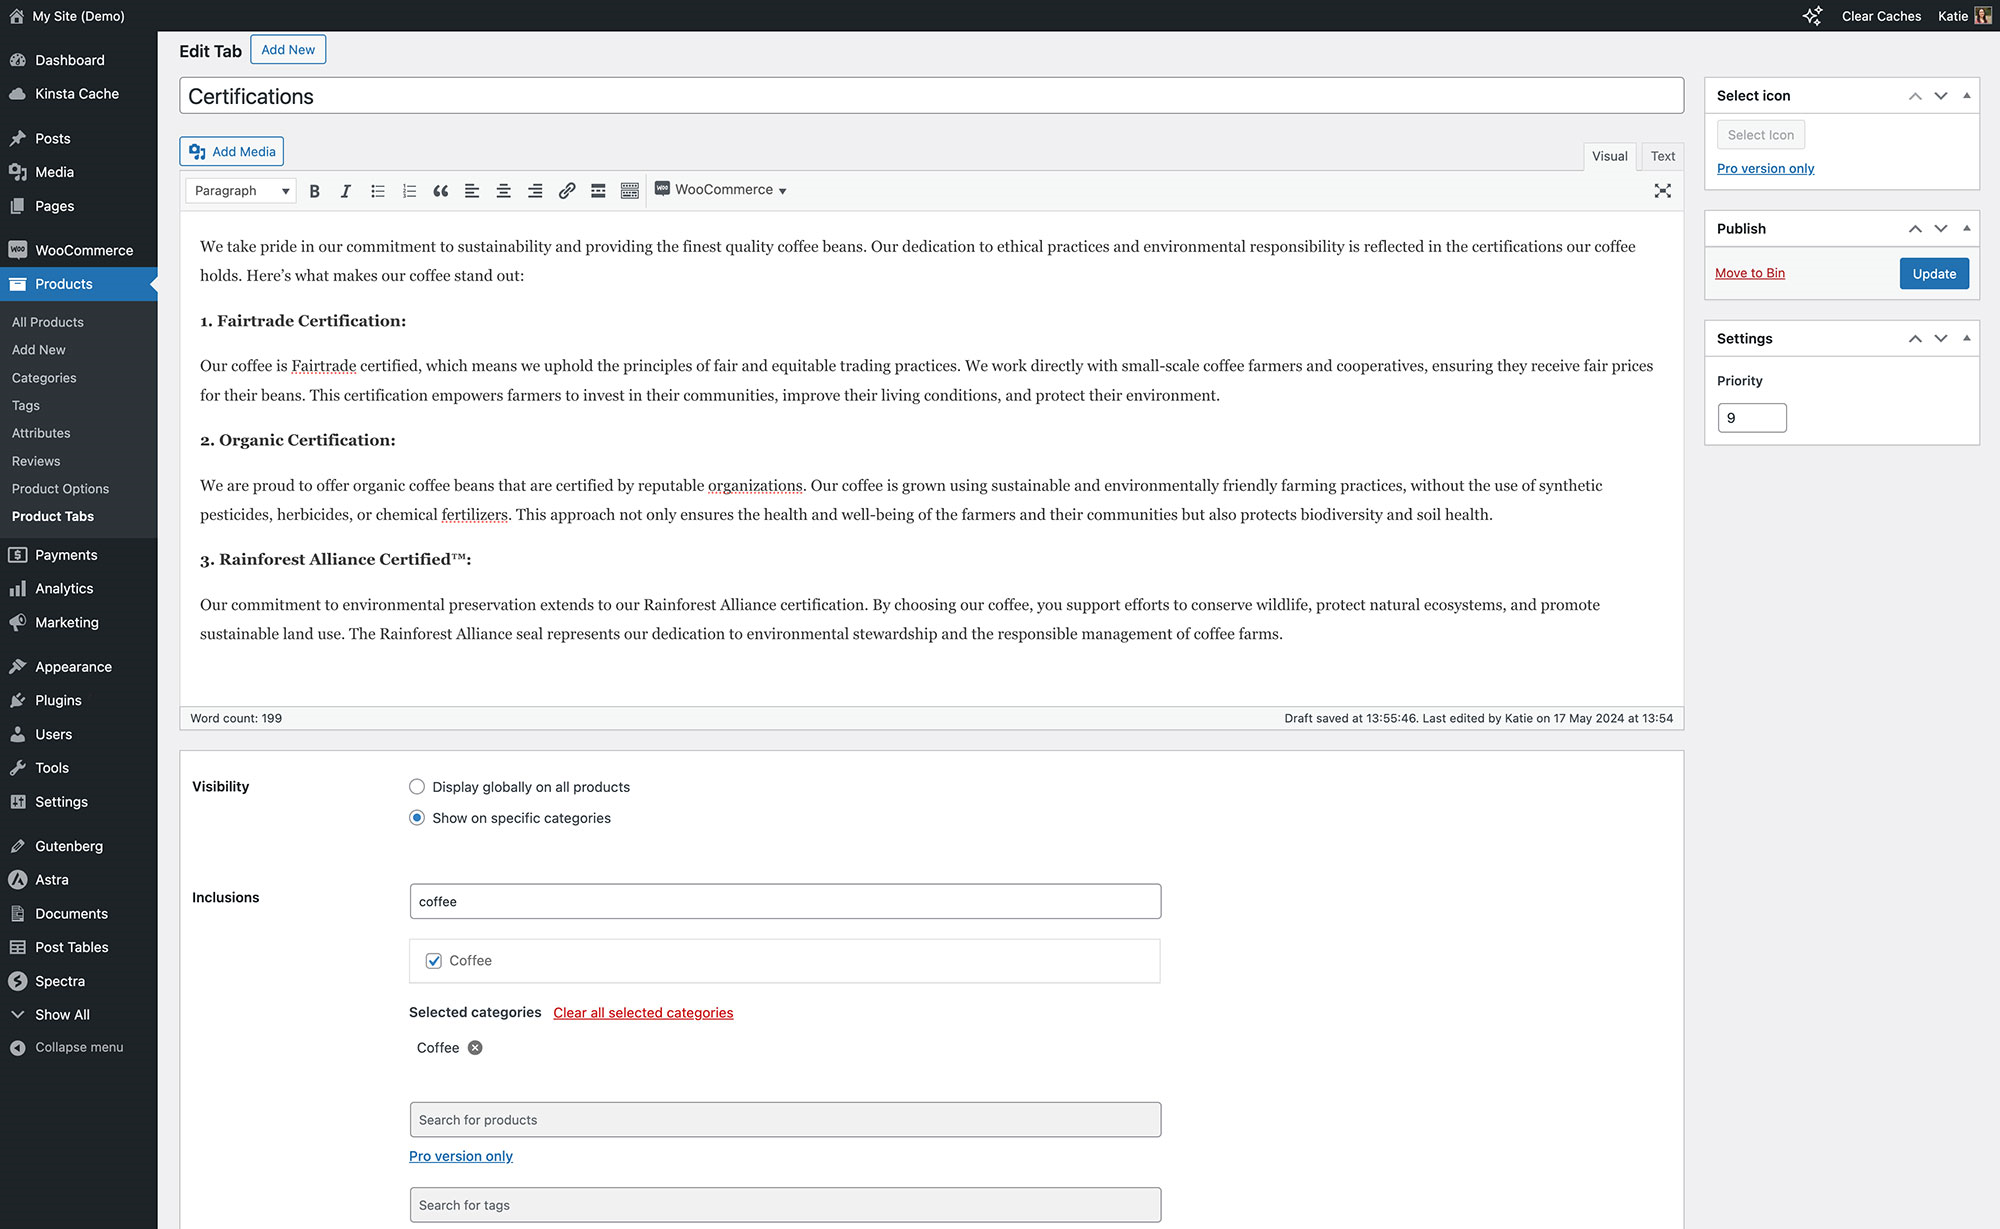 My Site (Demo)
Clear Caches
Katie
Dashboard
Kinsta Cache
Posts
Media
Pages
WooCommerce
Products
All Products
Add New
Categories
Tags
Attributes
Reviews
Product Options
Product Tabs
Payments
Analytics
Marketing
Appearance
Plugins
Users
Tools
Settings
Gutenberg
Astra
Documents
Post Tables
Spectra
Show All
Collapse menu
Edit Tab
Add New
Certifications
Add Media
Visual
Text
Paragraph
B
I
WooCommerce
We take pride in our commitment to sustainability and providing the finest quality coffee beans. Our dedication to ethical practices and environmental responsibility is reflected in the certifications our coffee
holds. Here’s what makes our coffee stand out:
1. Fairtrade Certification:
Our coffee is Fairtrade certified, which means we uphold the principles of fair and equitable trading practices. We work directly with small-scale coffee farmers and cooperatives, ensuring they receive fair prices
for their beans. This certification empowers farmers to invest in their communities, improve their living conditions, and protect their environment.
2. Organic Certification:
We are proud to offer organic coffee beans that are certified by reputable organizations. Our coffee is grown using sustainable and environmentally friendly farming practices, without the use of synthetic
pesticides, herbicides, or chemical fertilizers. This approach not only ensures the health and well-being of the farmers and their communities but also protects biodiversity and soil health.
3. Rainforest Alliance Certified™:
Our commitment to environmental preservation extends to our Rainforest Alliance certification. By choosing our coffee, you support efforts to conserve wildlife, protect natural ecosystems, and promote
sustainable land use. The Rainforest Alliance seal represents our dedication to environmental stewardship and the responsible management of coffee farms.
Word count: 199
Draft saved at 13:55:46. Last edited by Katie on 17 May 2024 at 13:54
Visibility
Display globally on all products
Show on specific categories
Inclusions
coffee
Coffee
Selected categories
Clear all selected categories
Coffee
Search for products
Pro version only
Search for tags
Select icon
Select Icon
Pro version only
Publish
Move to Bin
Update
Settings
Priority
9